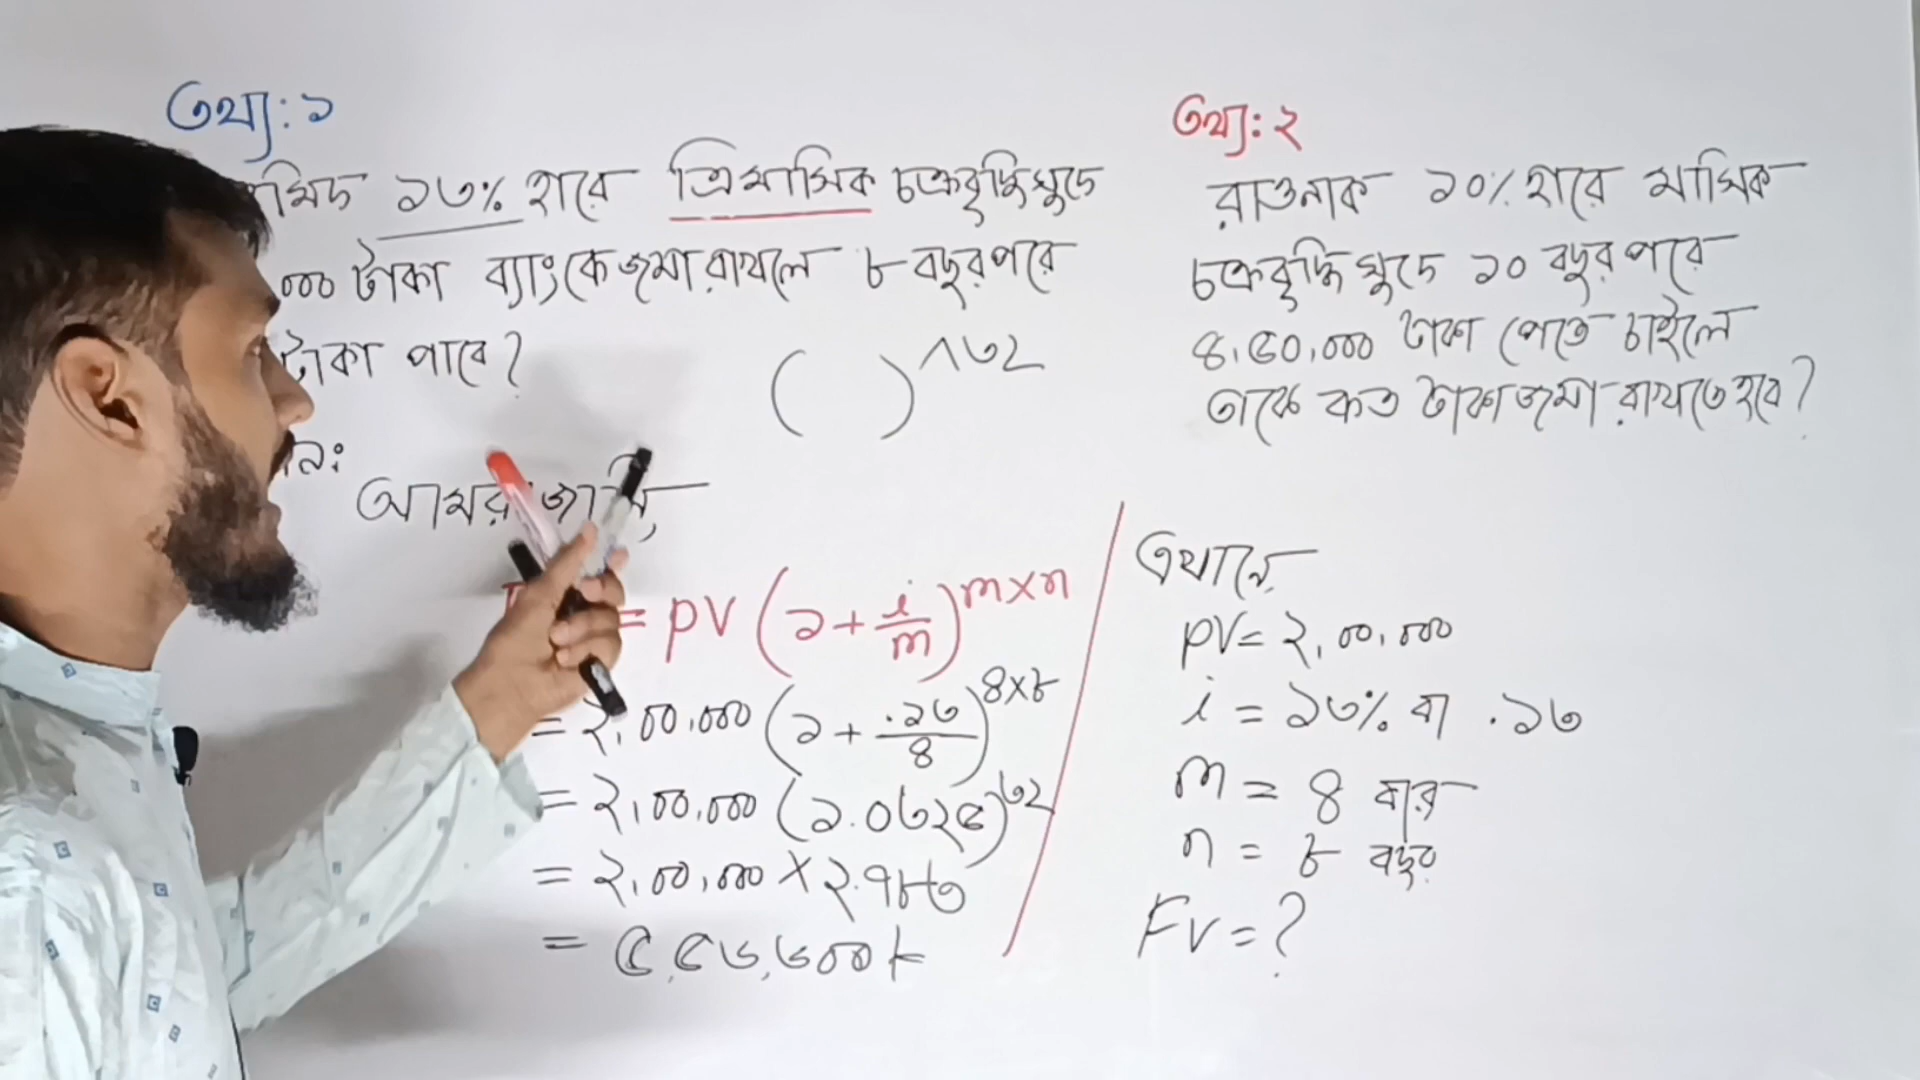 তথ্য: ১
১৩% হারে ত্রিমাসিক চক্রবৃদ্ধি সুদে
০০০ টাকা ব্যাংকে জমা রাখলে ৮ বছর পরে
টাকা পাবে?
( )^৩২
আমরা জানি,
= PV (১ + i/m)^m×n
= ২,০০,০০০ (১ + .১৩/৪)^৪×৮
= ২,০০,০০০ (১.০৩২৫)^৩২
= ২,০০,০০০ × ২.৭৮৩
= ৫,৫৬,৬০০৳
এখানে,
PV = ২,০০,০০০
i = ১৩% বা .১৩
m = ৪ বার
n = ৮ বছর
FV = ?
তথ্য: ২
রাওনাক ১০% হারে মাসিক
চক্রবৃদ্ধি সুদে ১০ বছর পরে
৪,৫০,০০০ টাকা পেতে চাইলে
তাকে কত টাকা জমা রাখতে হবে?